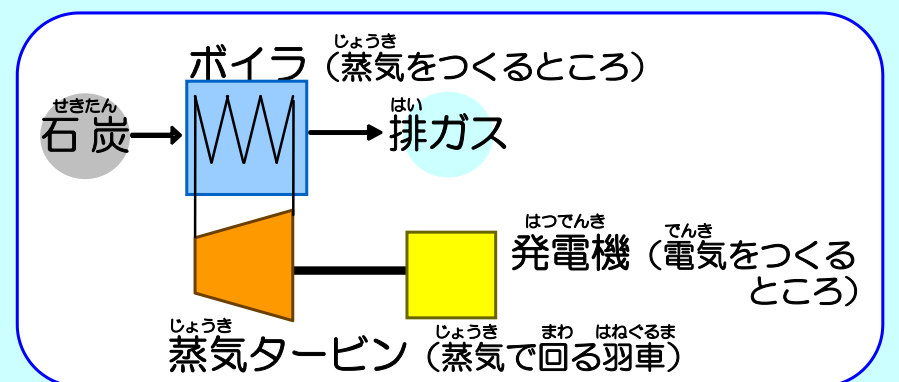 じょうき
ボイラ（蒸気をつくるところ）
せきたん
石炭
はい
排ガス
はつでんき でんき
発電機（電気をつくる
ところ）
じょうき じょうき まわ はねぐるま
蒸気タービン（蒸気で回る羽車）